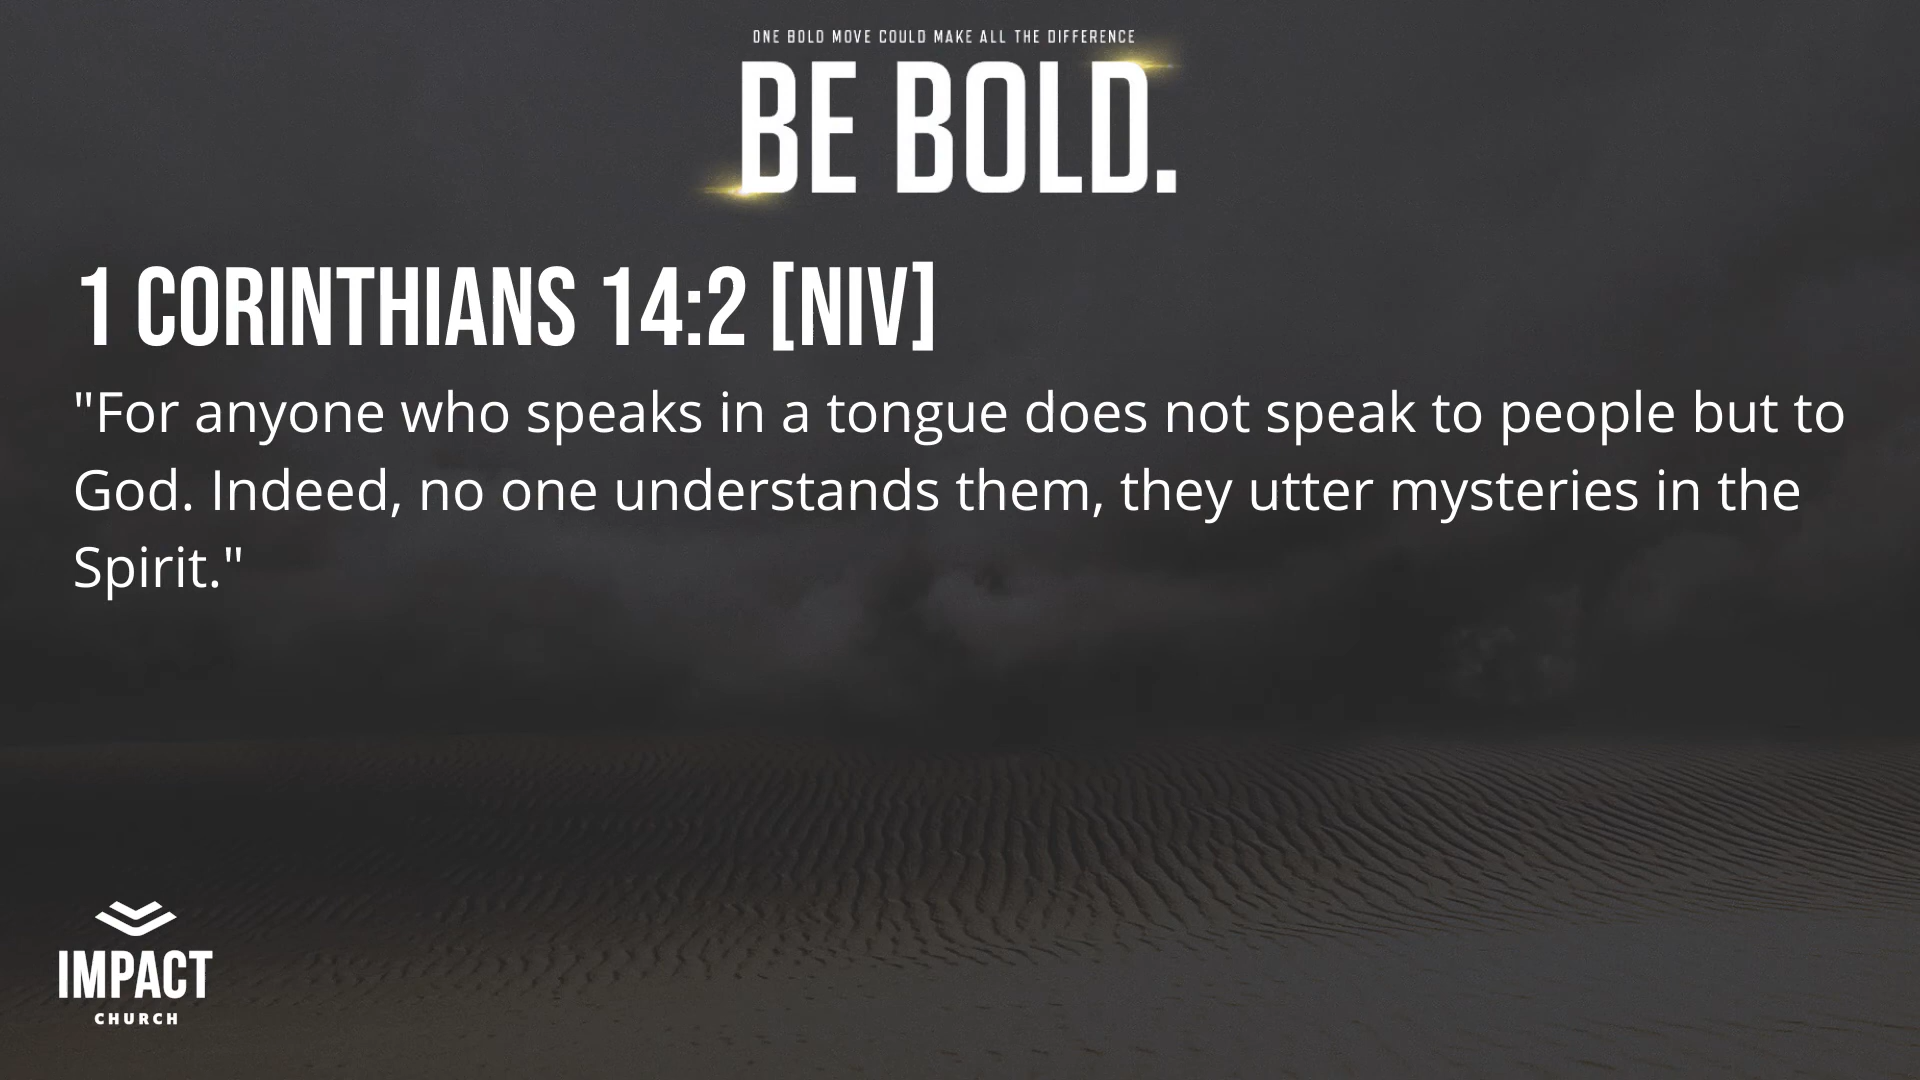 ONE BOLD MOVE COULD MAKE ALL THE DIFFERENCE
BE BOLD.
1 CORINTHIANS 14:2 [NIV]
"For anyone who speaks in a tongue does not speak to people but to
God. Indeed, no one understands them, they utter mysteries in the
Spirit."
IMPACT
CHURCH